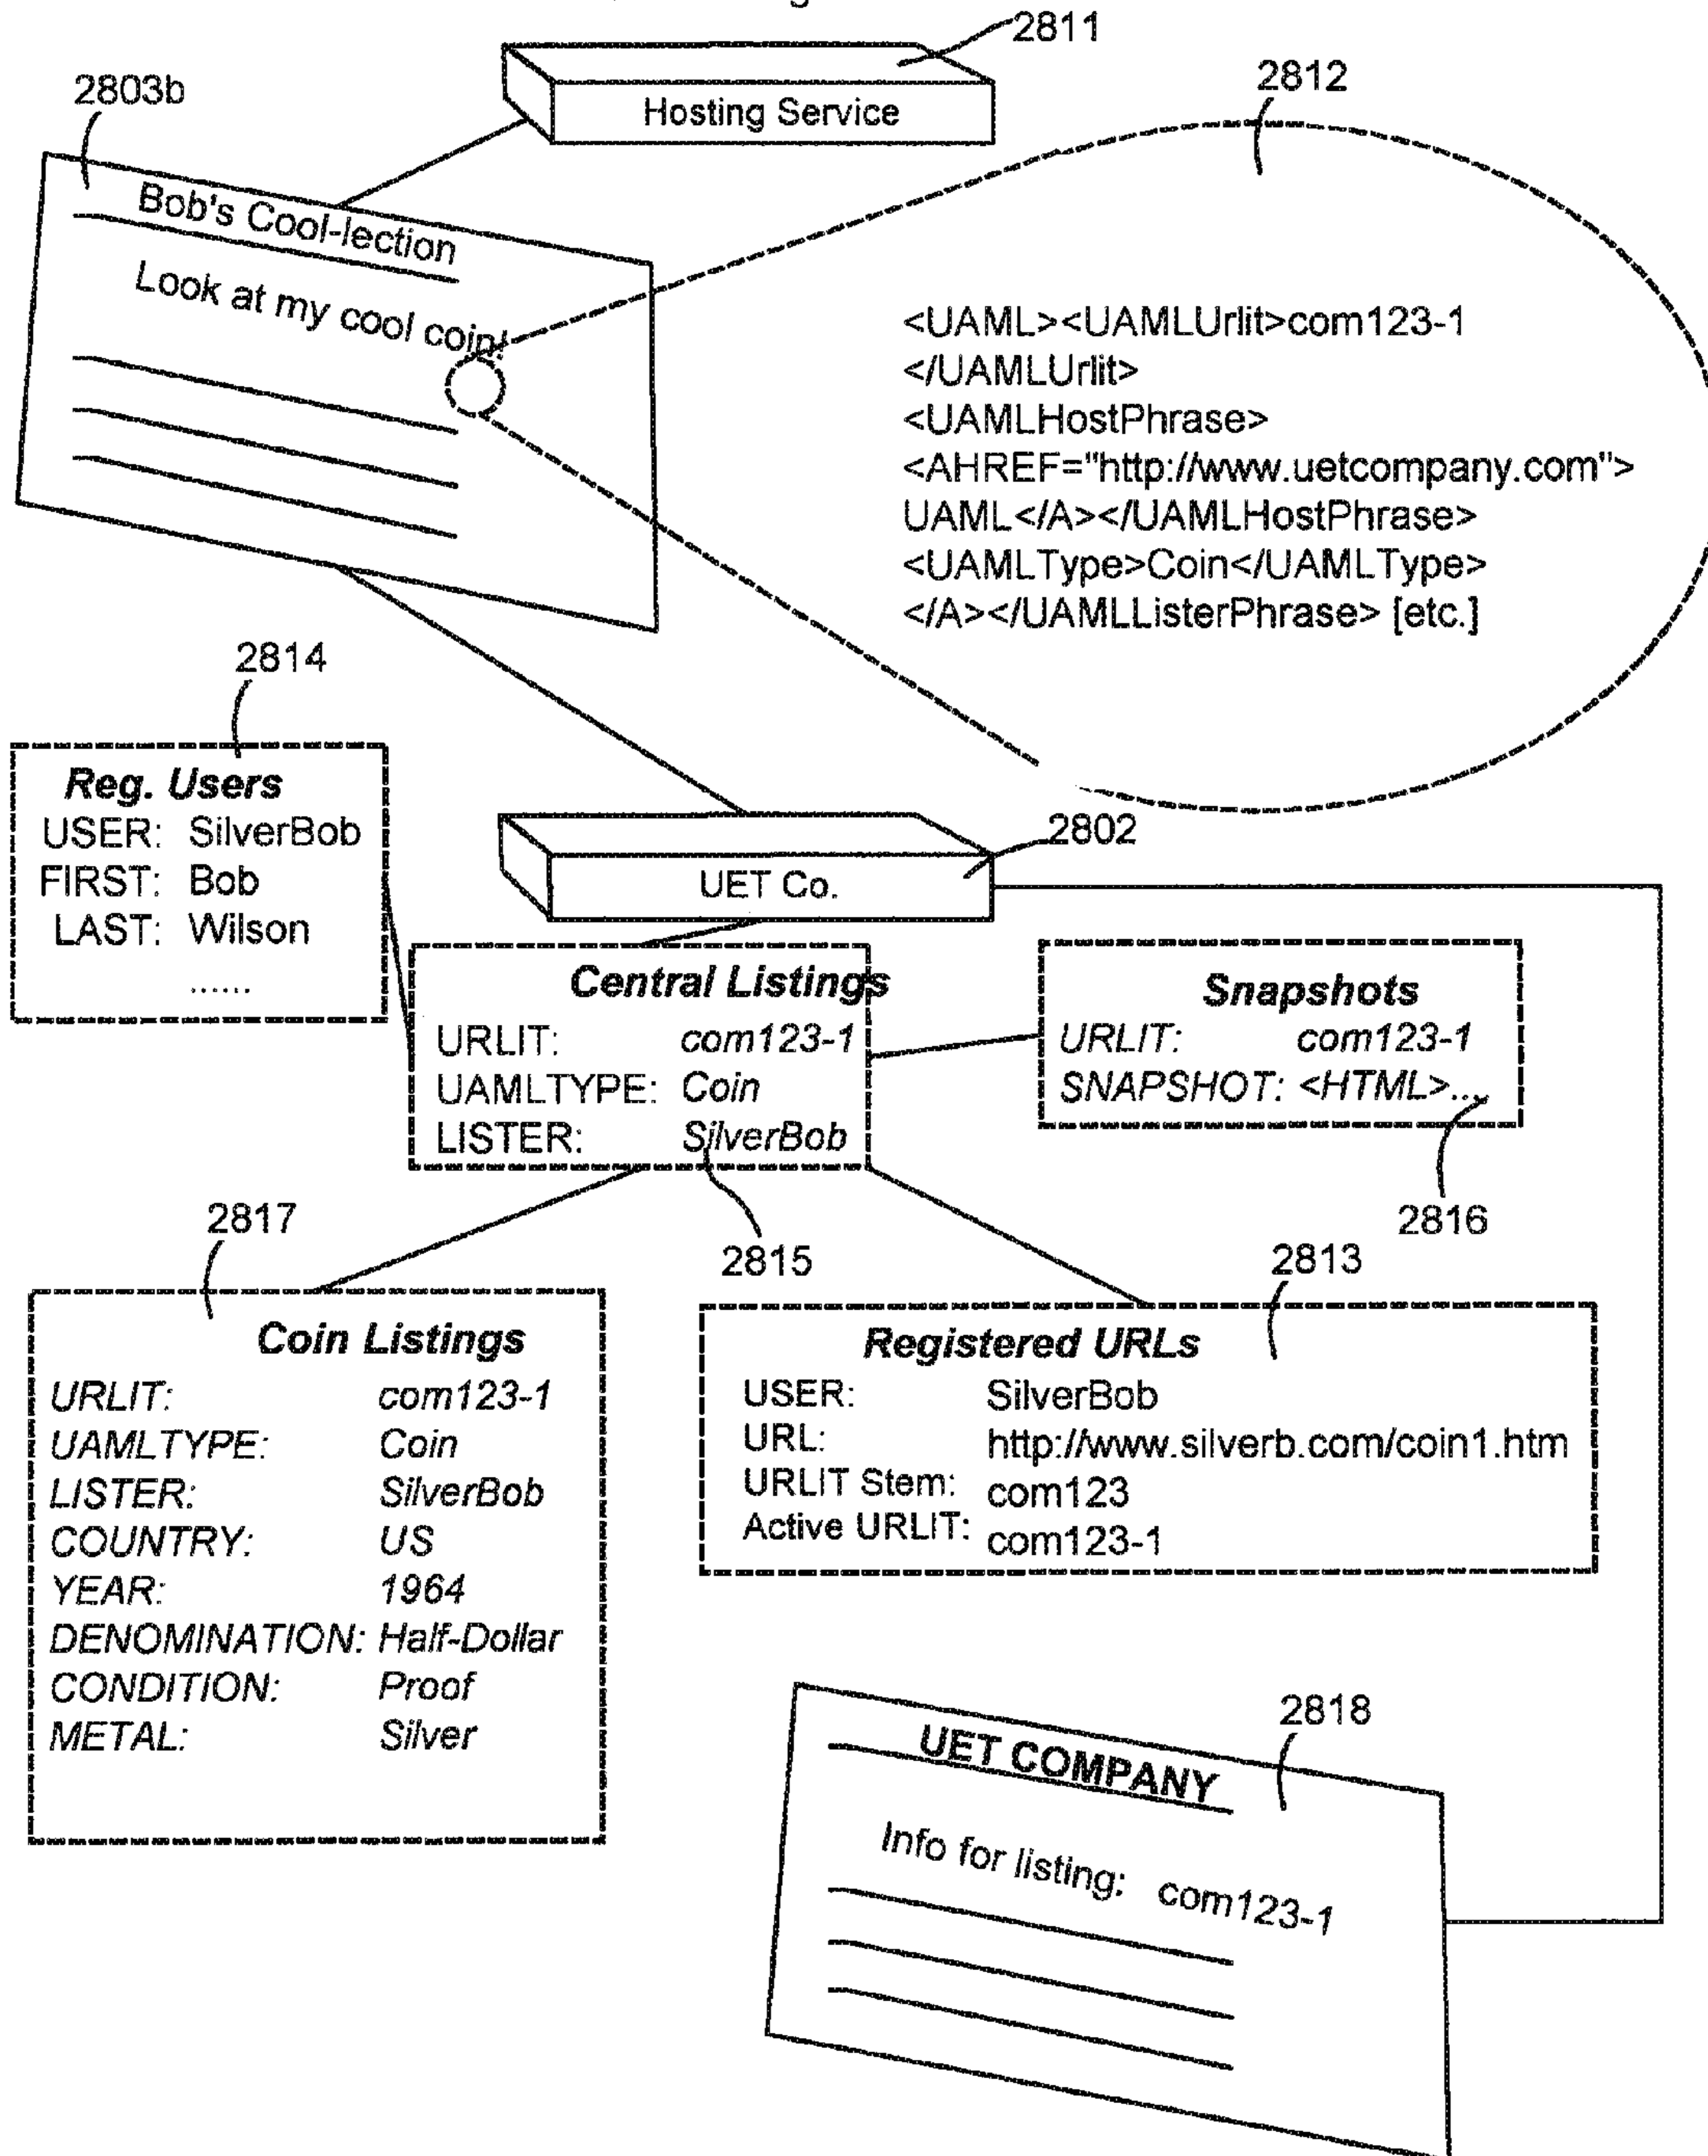 2811
2803b
Hosting Service
2812
Bob's Cool-lection
Look at my cool coin!
<UAML><UAMLUrlit>com123-1
</UAMLUrlit>
<UAMLHostPhrase>
<AHREF="http://www.uetcompany.com">
UAML</A></UAMLHostPhrase>
<UAMLType>Coin</UAMLType>
</A></UAMLListerPhrase> [etc.]
2814
Reg. Users
USER: SilverBob
FIRST: Bob
LAST: Wilson
......
2802
UET Co.
Central Listings
URLIT: com123-1
UAMLTYPE: Coin
LISTER: SilverBob
2815
Snapshots
URLIT: com123-1
SNAPSHOT: <HTML>....
2816
2817
Coin Listings
URLIT: com123-1
UAMLTYPE: Coin
LISTER: SilverBob
COUNTRY: US
YEAR: 1964
DENOMINATION: Half-Dollar
CONDITION: Proof
METAL: Silver
2813
Registered URLs
USER: SilverBob
URL: http://www.silverb.com/coin1.htm
URLIT Stem: com123
Active URLIT: com123-1
2818
UET COMPANY
Info for listing: com123-1